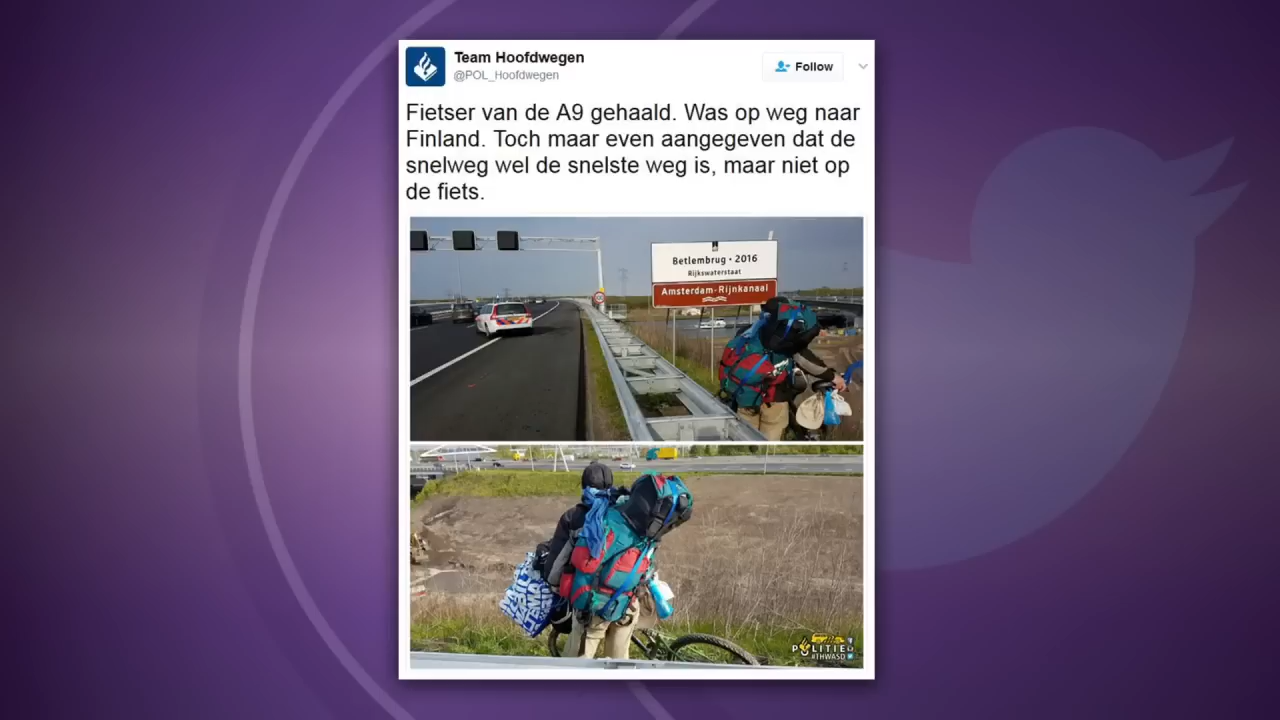 Team Hoofdwegen
@POL_Hoofdwegen
Follow
Fietser van de A9 gehaald. Was op weg naar
Finland. Toch maar even aangegeven dat de
snelweg wel de snelste weg is, maar niet op
de fiets.
Betlembrug • 2016
Rijkswaterstaat
Amsterdam-Rijnkanaal
POLITIE
#THWASD